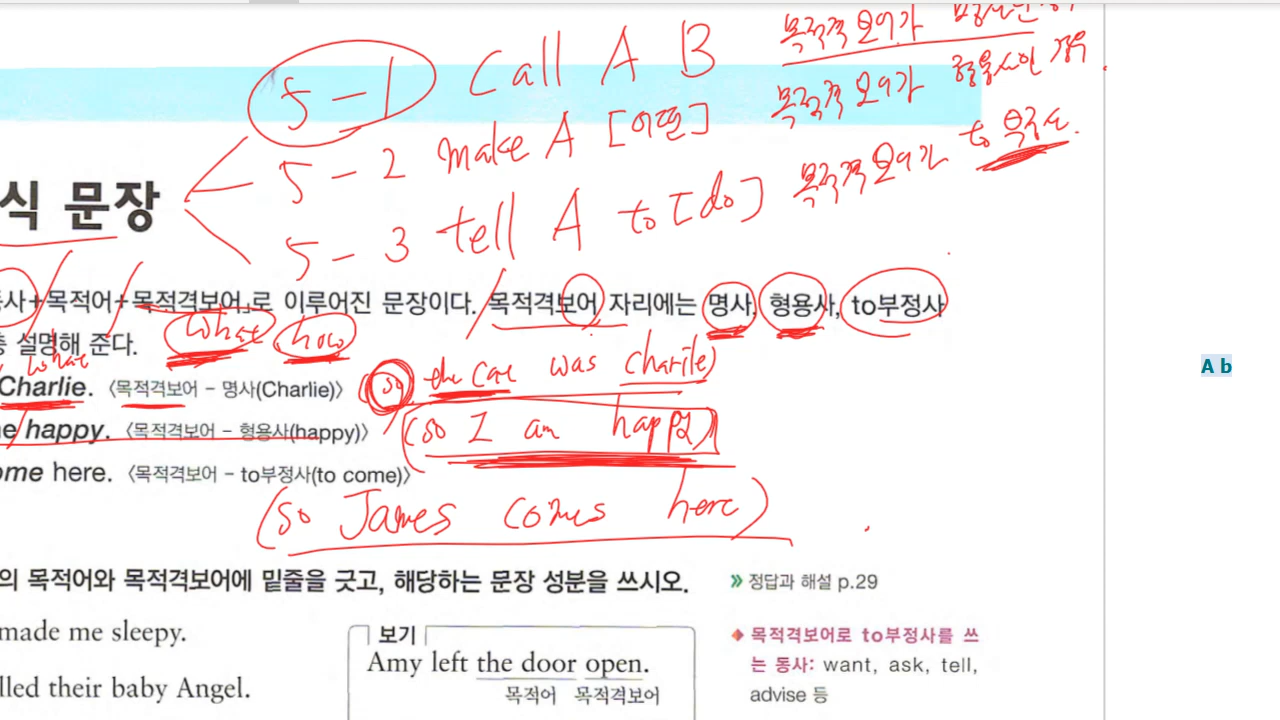 5-1 Call A B 목적격 보어가
5-2 make A [어떤] 목적격 보어가 형용사인 경우
5-3 tell A to [do] 목적격 보어가 to 부정사.
식 문장
사+목적어+목적격보어」로 이루어진 문장이다. 목적격보어 자리에는 명사, 형용사, to부정사
설명해 준다. what how
what
Charlie. 〈목적격보어 – 명사(Charlie)〉 (so the car was charile)
e happy. 〈목적격보어 – 형용사(happy)〉 (so I am happy)
ome here. 〈목적격보어 – to부정사(to come)〉
(so James comes here)
의 목적어와 목적격보어에 밑줄을 긋고, 해당하는 문장 성분을 쓰시오.
» 정답과 해설 p.29
made me sleepy.
lled their baby Angel.
보기
Amy left the door open.
목적어 목적격보어
목적격보어로 to부정사를 쓰
는 동사: want, ask, tell,
advise 등
A b